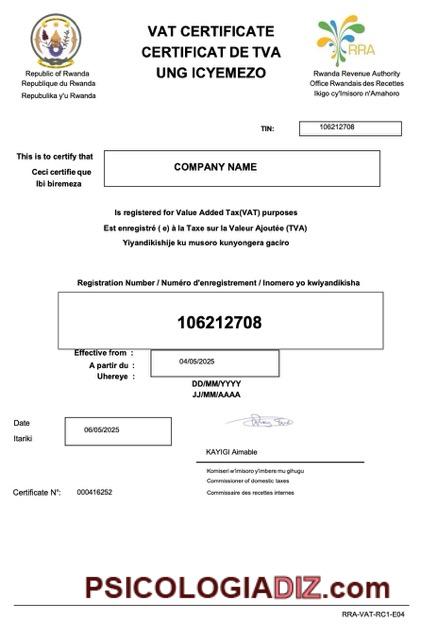 VAT CERTIFICATE
CERTIFICAT DE TVA
UNG ICYEMEZO
Republic of Rwanda
Republique du Rwanda
Repubulika y'u Rwanda
RRA
Rwanda Revenue Authority
Office Rwandais des Recettes
Ikigo cy'Imisoro n'Amahoro
TIN: 106212708
This is to certify that
Ceci certifie que
Ibi biremeza
COMPANY NAME
Is registered for Value Added Tax(VAT) purposes
Est enregistré ( e) à la Taxe sur la Valeur Ajoutée (TVA)
Yiyandikishije ku musoro kunyongera gaciro
Registration Number / Numéro d'enregistrement / Inomero yo kwiyandikisha
106212708
Effective from :
A partir du :
Uhereye :
04/05/2025
DD/MM/YYYY
JJ/MM/AAAA
Date
Itariki
06/05/2025
KAYIGI Aimable
Komiseri w'imisoro y'imbere mu gihugu
Commissioner of domestic taxes
Commissaire des recettes internes
Certificate N°: 000416252
PSICOLOGIADIZ.com
RRA-VAT-RC1-E04